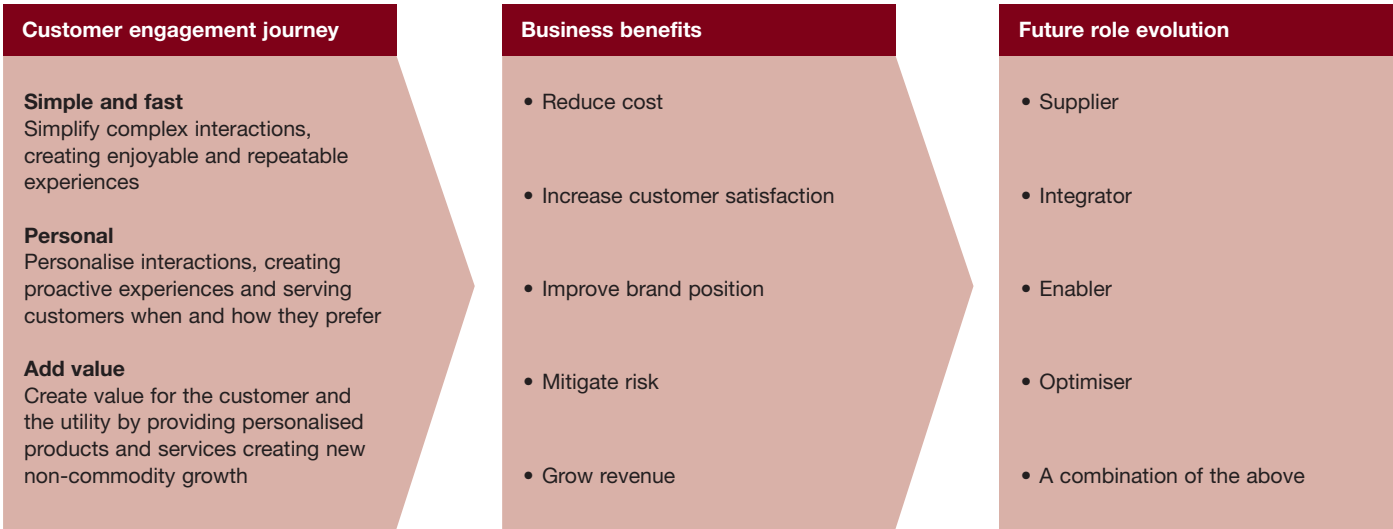 Customer engagement journey
Simple and fast
Simplify complex interactions,
creating enjoyable and repeatable
experiences
Personal
Personalise interactions, creating
proactive experiences and serving
customers when and how they prefer
Add value
Create value for the customer and
the utility by providing personalised
products and services creating new
non-commodity growth
Business benefits
• Reduce cost
• Increase customer satisfaction
• Improve brand position
• Mitigate risk
• Grow revenue
Future role evolution
• Supplier
• Integrator
• Enabler
• Optimiser
• A combination of the above